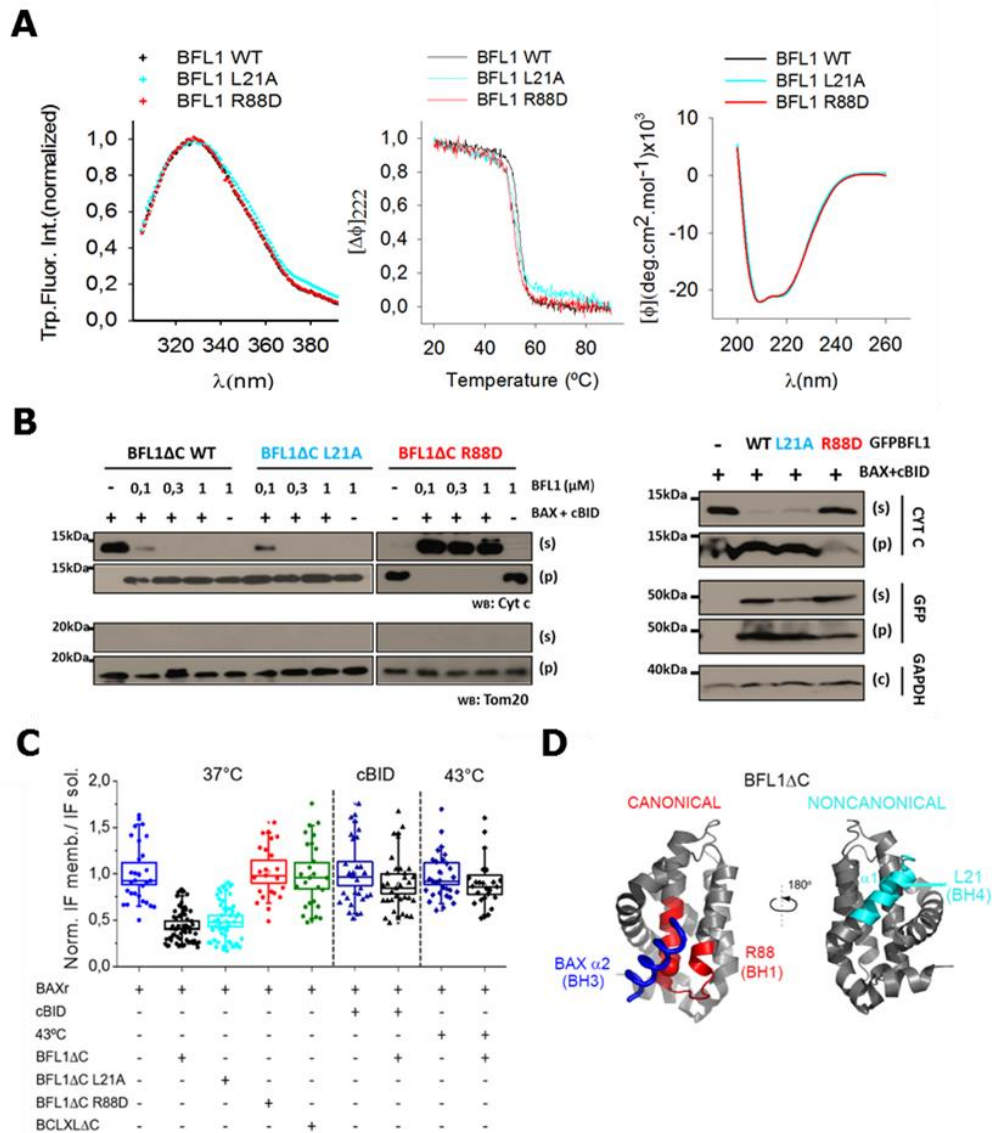 A
BFL1 WT
BFL1 L21A
BFL1 R88D
BFL1 WT
BFL1 L21A
BFL1 R88D
BFL1 WT
BFL1 L21A
BFL1 R88D
Trp.Fluor. Int.(normalized)
1,0
0,8
0,6
0,4
0,2
0,0
320 340 360 380
λ(nm)
[Δϕ]222
1,0
0,8
0,6
0,4
0,2
0,0
20 40 60 80
Temperature (ºC)
[ϕ](deg.cm2.mol-1)×103
0
-10
-20
200 220 240 260
λ(nm)
B
BFL1ΔC WT BFL1ΔC L21A BFL1ΔC R88D
- 0,1 0,3 1 1 0,1 0,3 1 1 - 0,1 0,3 1 1 BFL1 (μM)
+ + + + - + + + - - + + + - BAX + cBID
15kDa (s)
15kDa (p)
WB: Cyt c
20kDa (s)
20kDa (p)
WB: Tom20
- WT L21A R88D GFPBFL1
+ + + + BAX+cBID
15kDa (s)
15kDa (p)
CYT C
50kDa (s)
50kDa (p)
GFP
40kDa (c)
GAPDH
C
37°C cBID 43°C
Norm. IF memb./ IF sol.
2,0
1,5
1,0
0,5
0,0
BAXr + + + + + + + + +
cBID - - - - - + + - -
43ºC - - - - - - - + +
BFL1ΔC - + - - - - + - +
BFL1ΔC L21A - - + - - - - - -
BFL1ΔC R88D - - - + - - - - -
BCLXLΔC - - - - + - - - -
D
BFL1ΔC
CANONICAL
NONCANONICAL
180º
α1
L21
(BH4)
R88
(BH1)
BAX α2
(BH3)